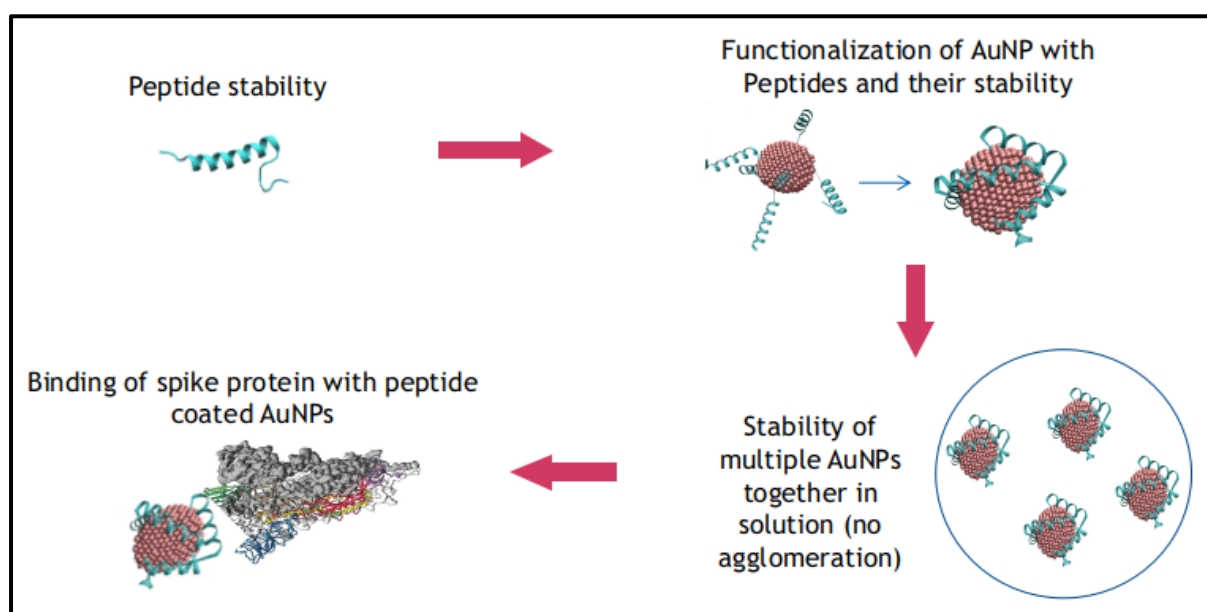 Peptide stability
Functionalization of AuNP with
Peptides and their stability
Stability of
multiple AuNPs
together in
solution (no
agglomeration)
Binding of spike protein with peptide
coated AuNPs